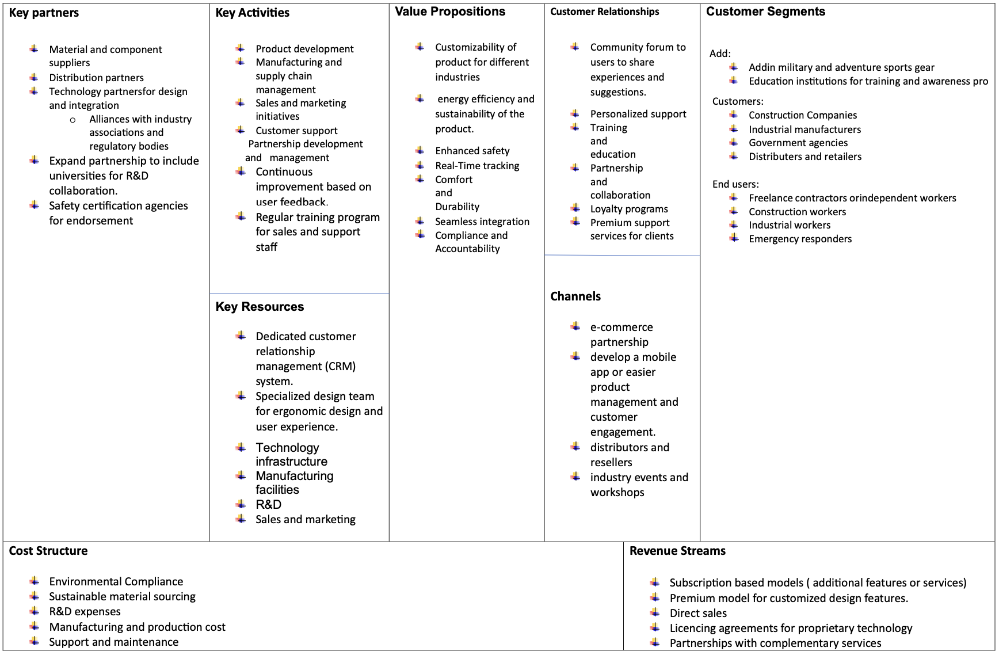 Key partners
Material and component
suppliers
Distribution partners
Technology partnersfor design
and integration
o Alliances with industry
associations and
regulatory bodies
Expand partnership to include
universities for R&D
collaboration.
Safety certification agencies
for endorsement
Key Activities
Product development
Manufacturing and
supply chain
management
Sales and marketing
initiatives
Customer support
Partnership development
and management
Continuous
improvement based on
user feedback.
Regular training program
for sales and support
staff
Key Resources
Dedicated customer
relationship
management (CRM)
system.
Specialized design team
for ergonomic design and
user experience.
Technology
infrastructure
Manufacturing
facilities
R&D
Sales and marketing
Value Propositions
Customizability of
product for different
industries
energy efficiency and
sustainability of the
product.
Enhanced safety
Real-Time tracking
Comfort
and
Durability
Seamless integration
Compliance and
Accountability
Customer Relationships
Community forum to
users to share
experiences and
suggestions.
Personalized support
Training
and
education
Partnership
and
collaboration
Loyalty programs
Premium support
services for clients
Channels
e-commerce
partnership
develop a mobile
app or easier
product
management and
customer
engagement.
distributors and
resellers
industry events and
workshops
Customer Segments
Add:
Addin military and adventure sports gear
Education institutions for training and awareness pro
Customers:
Construction Companies
Industrial manufacturers
Government agencies
Distributers and retailers
End users:
Freelance contractors orindependent workers
Construction workers
Industrial workers
Emergency responders
Cost Structure
Environmental Compliance
Sustainable material sourcing
R&D expenses
Manufacturing and production cost
Support and maintenance
Revenue Streams
Subscription based models ( additional features or services)
Premium model for customized design features.
Direct sales
Licencing agreements for proprietary technology
Partnerships with complementary services